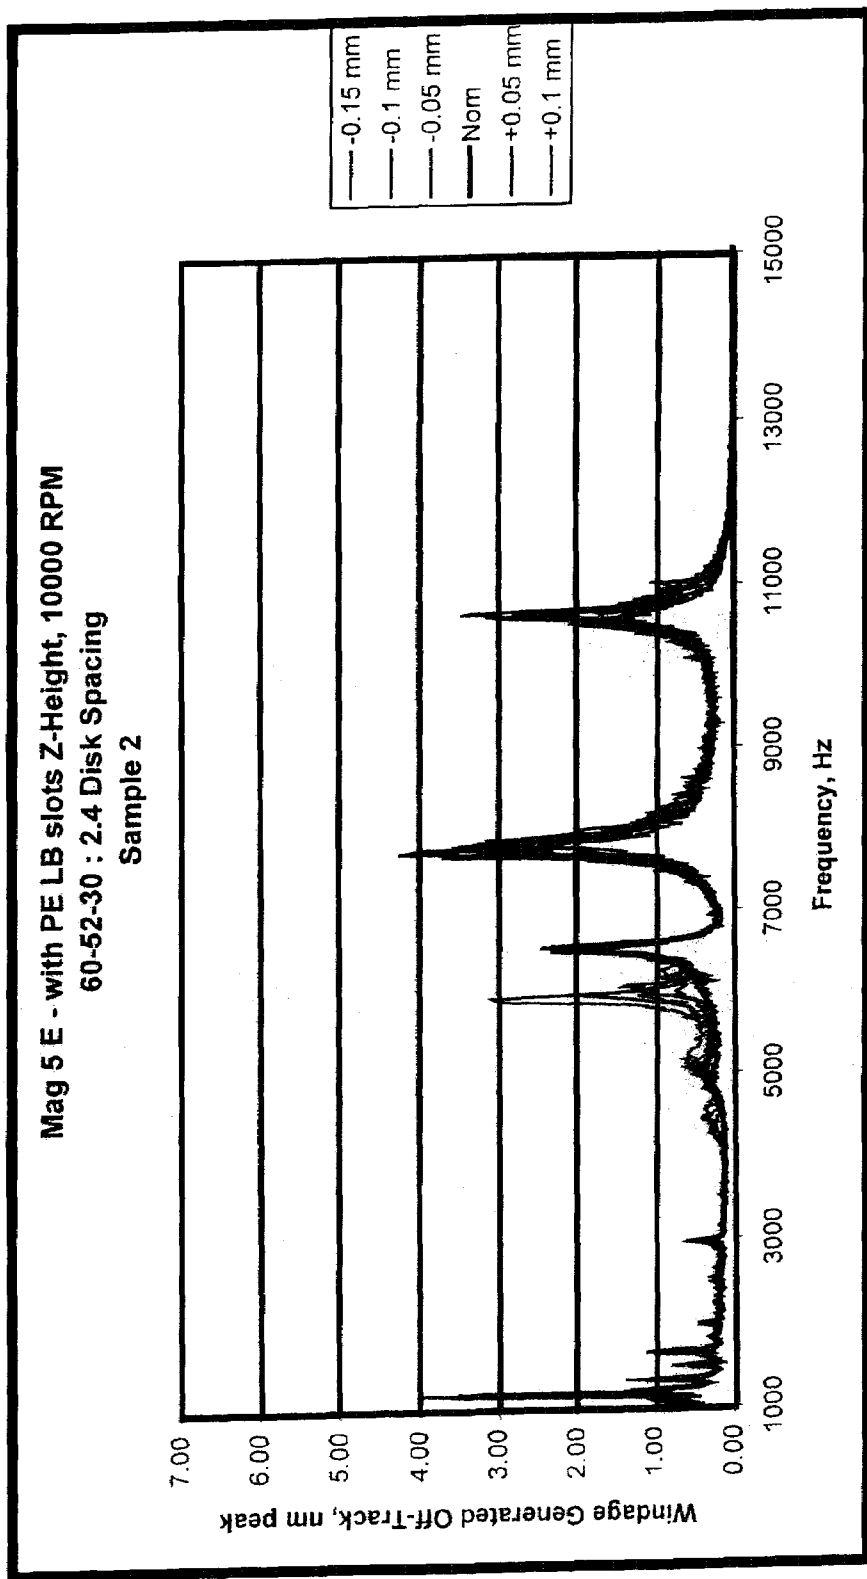 Mag 5 E - with PE LB slots Z-Height, 10000 RPM
60-52-30 : 2.4 Disk Spacing
Sample 2
Windage Generated Off-Track, nm peak
7.00
6.00
5.00
4.00
3.00
2.00
1.00
0.00
1000
3000
5000
7000
9000
11000
13000
15000
Frequency, Hz
-0.15 mm
-0.1 mm
-0.05 mm
Nom
+0.05 mm
+0.1 mm